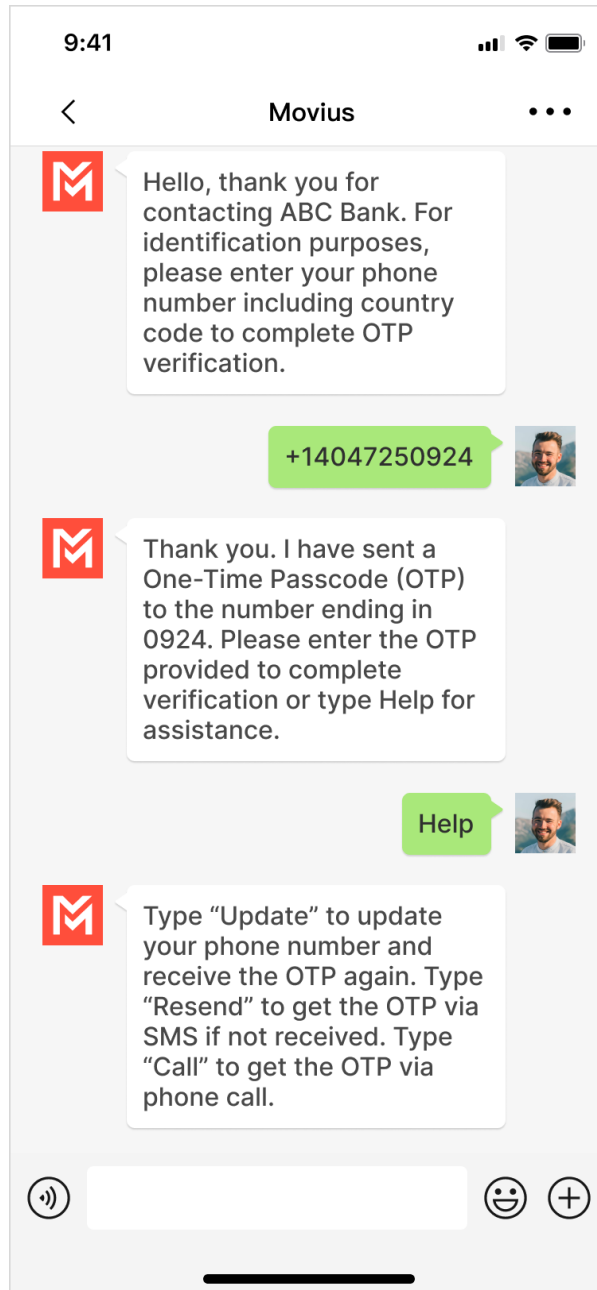 9:41
Movius
Hello, thank you for
contacting ABC Bank. For
identification purposes,
please enter your phone
number including country
code to complete OTP
verification.
+14047250924
Thank you. I have sent a
One-Time Passcode (OTP)
to the number ending in
0924. Please enter the OTP
provided to complete
verification or type Help for
assistance.
Help
Type “Update” to update
your phone number and
receive the OTP again. Type
“Resend” to get the OTP via
SMS if not received. Type
“Call” to get the OTP via
phone call.